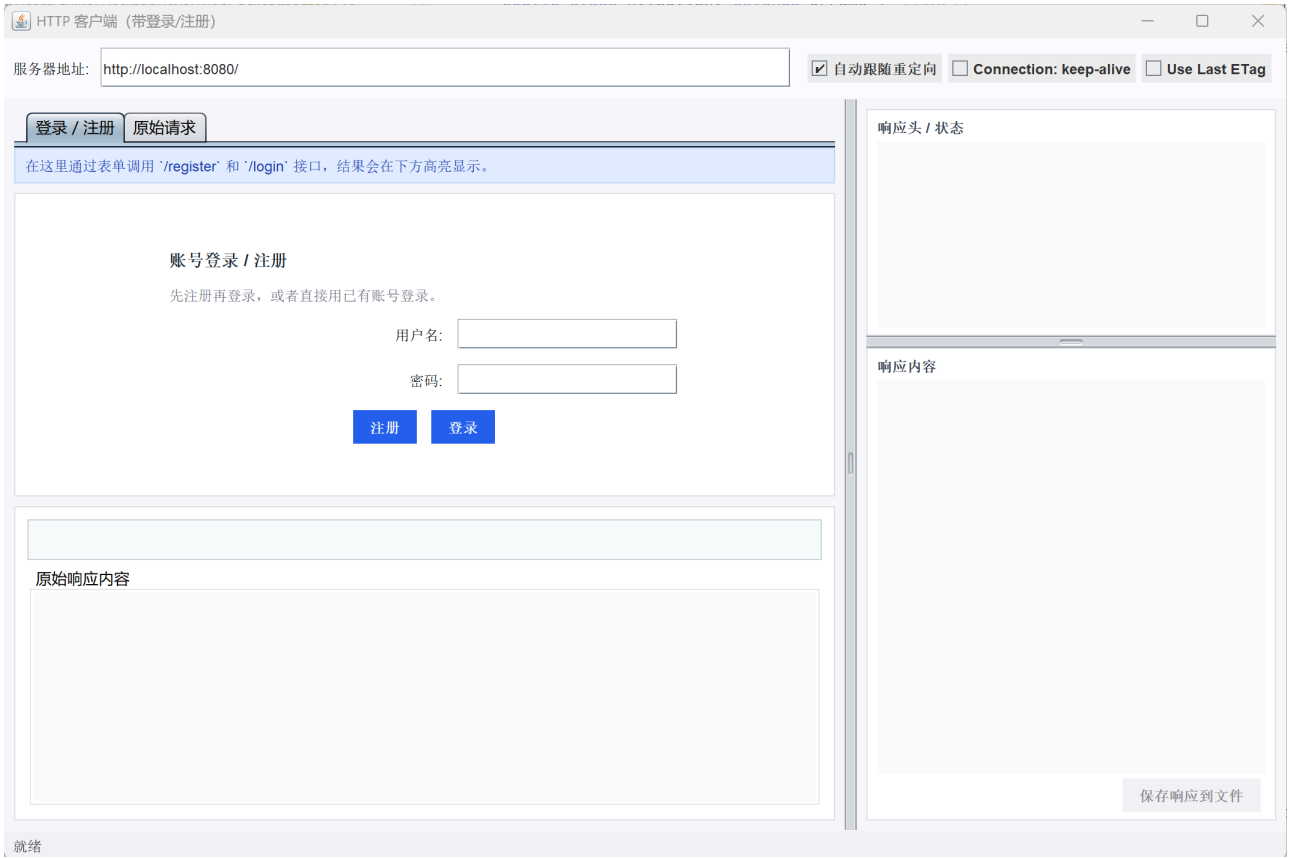 HTTP 客户端（带登录/注册）
服务器地址: http://localhost:8080/ 自动跟随重定向 Connection: keep-alive Use Last ETag
登录 / 注册 原始请求
在这里通过表单调用 `/register` 和 `/login` 接口，结果会在下方高亮显示。
账号登录 / 注册
先注册再登录，或者直接用已有账号登录。
用户名:
密码:
注册 登录
原始响应内容
响应头 / 状态
响应内容
保存响应到文件
就绪